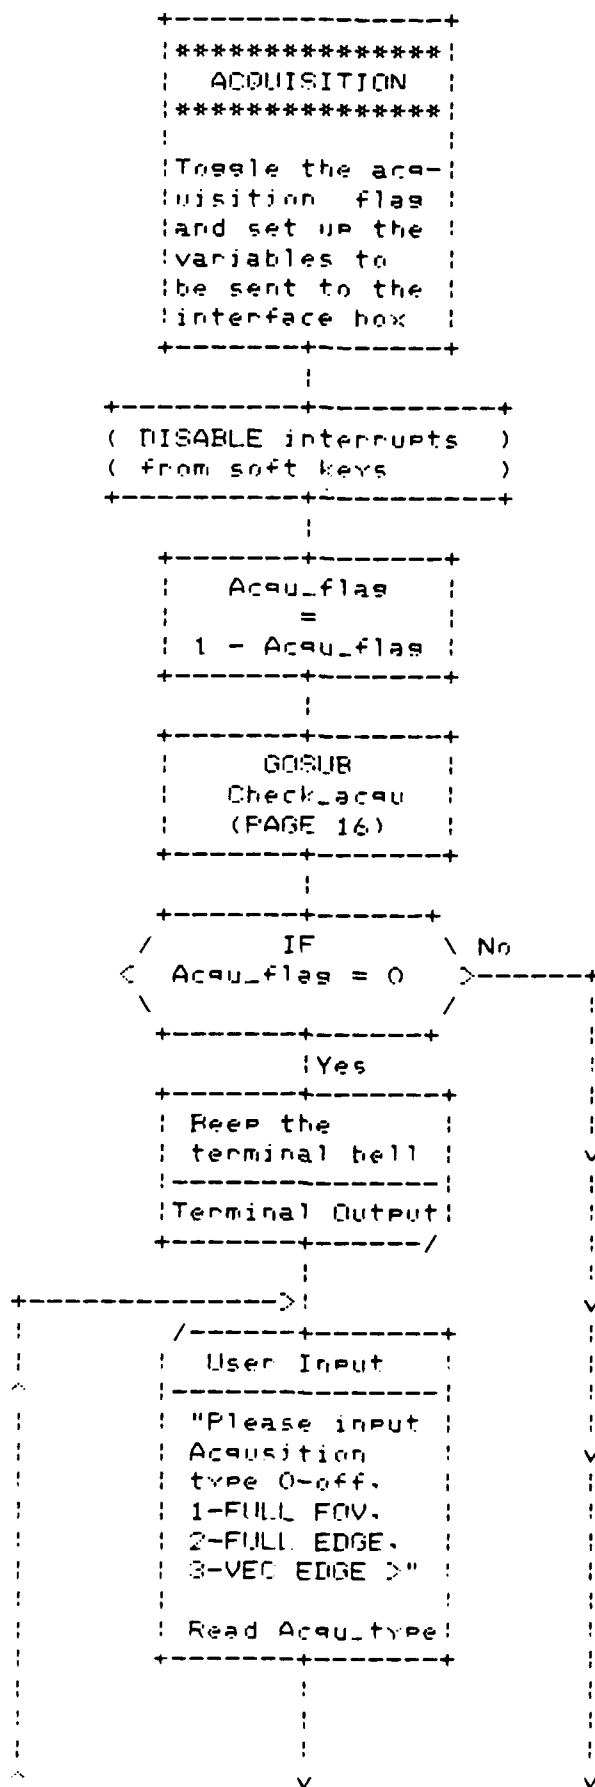 ***************
ACQUISITION
***************
Toggle the acq-
uisition flag
and set up the
variables to
be sent to the
interface box
( DISABLE interrupts )
( from soft keys )
Acqu_flag
=
1 - Acqu_flag
GOSUB
Check_acqu
(PAGE 16)
IF
Acqu_flag = 0
No
Yes
Beep the
terminal bell
Terminal Output
User Input
"Please input
Acqusition
type 0-off,
1-FULL FOV,
2-FULL EDGE,
3-VEC EDGE >"
Read Acqu_type